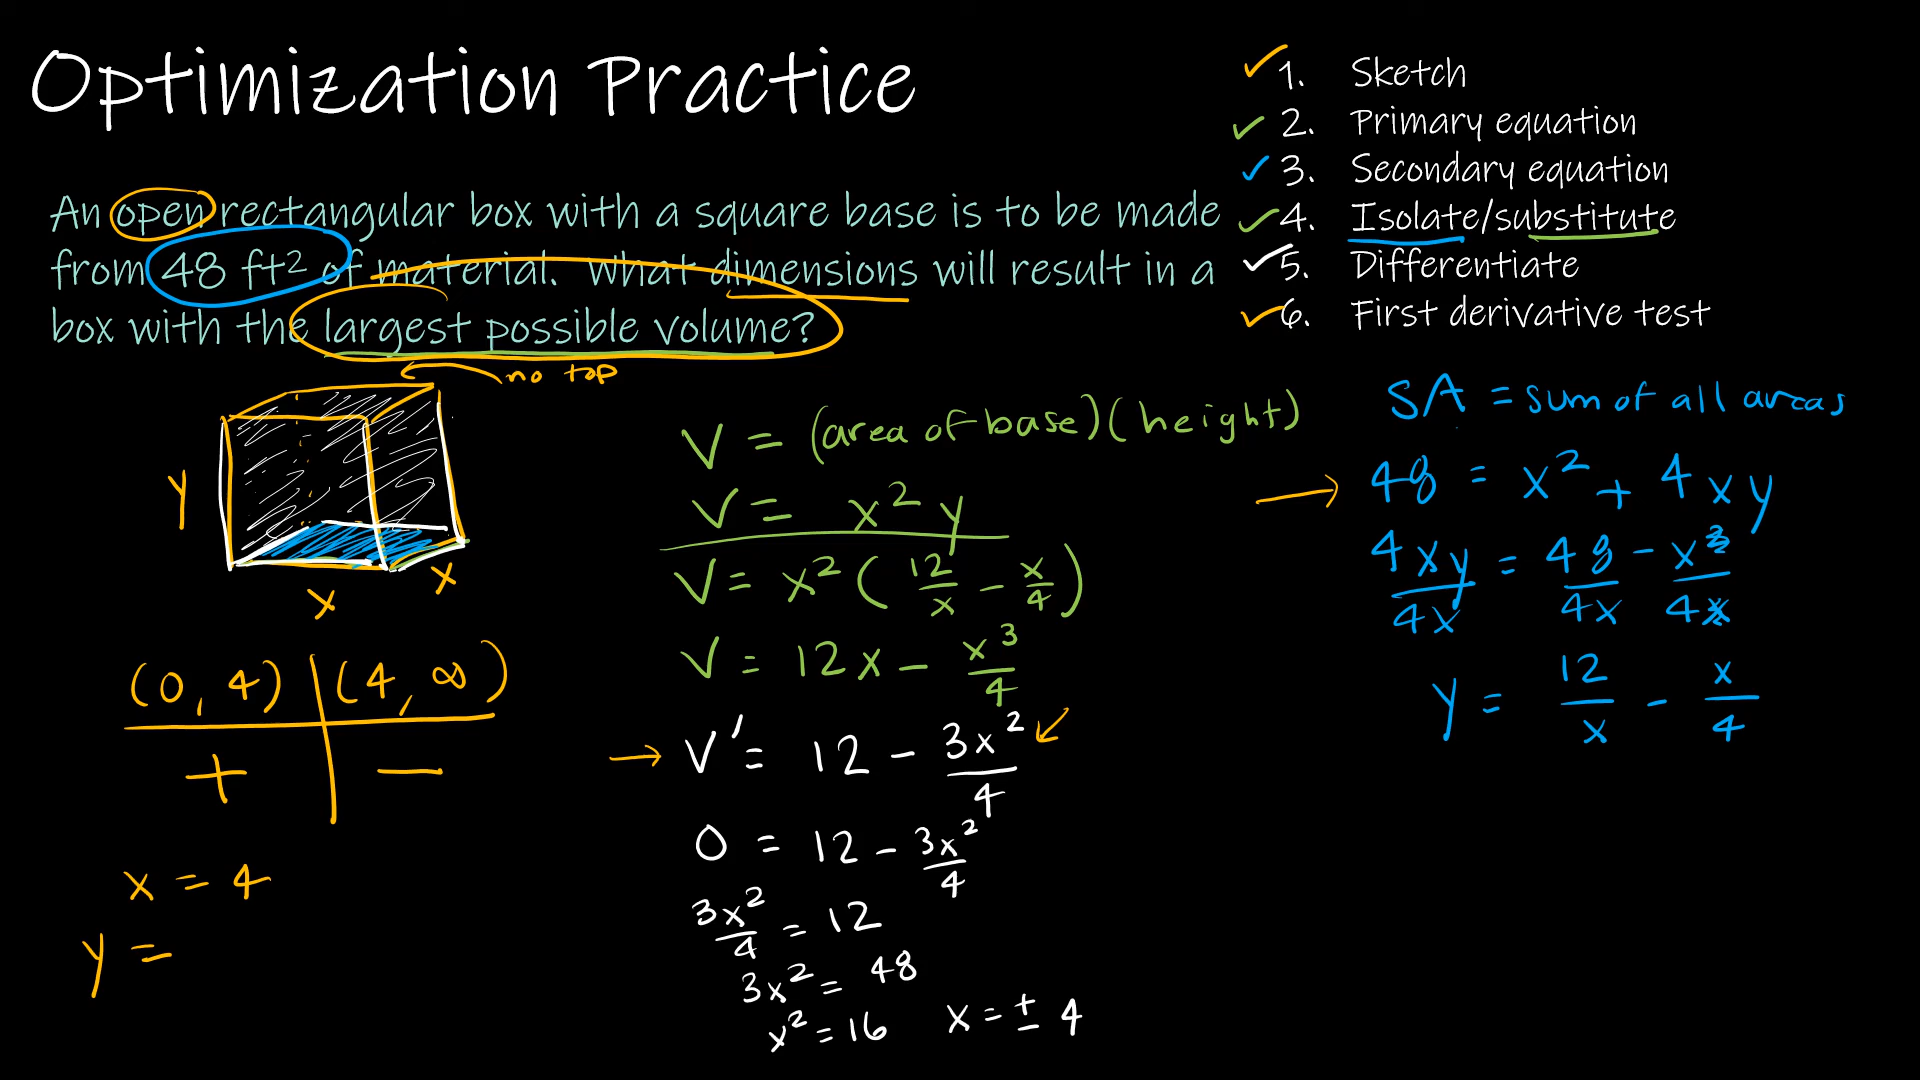 Optimization Practice
1. Sketch
2. Primary equation
3. Secondary equation
4. Isolate/substitute
5. Differentiate
6. First derivative test
An open rectangular box with a square base is to be made
from 48 ft² of material. What dimensions will result in a
box with the largest possible volume?
no top
y
x
x
(0, 4) (4, ∞)
+ −
x = 4
y =
V = (area of base)(height)
V = x² y
V = x² (12/x − x/4)
V = 12x − x³/4
→ V' = 12 − 3x²/4
0 = 12 − 3x²/4
3x²/4 = 12
3x² = 48
x² = 16 x = ± 4
SA = sum of all areas
→ 48 = x² + 4xy
4xy/4x = 48/4x − x²/4x
y = 12/x − x/4